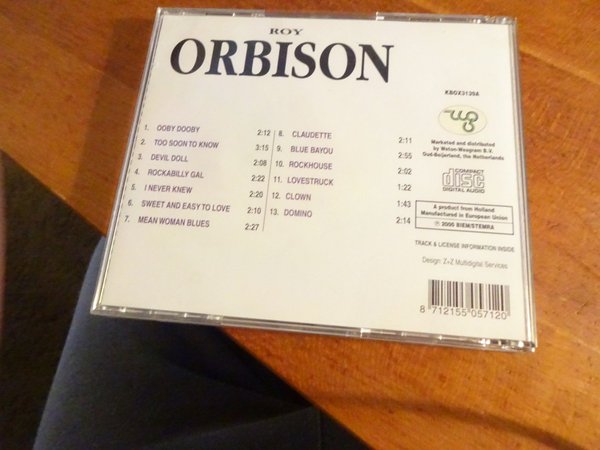 ROY
ORBISON
1. OOBY DOOBY 2:12
2. TOO SOON TO KNOW 3:15
3. DEVIL DOLL 2:08
4. ROCKABILLY GAL 2:22
5. I NEVER KNEW 2:20
6. SWEET AND EASY TO LOVE 2:10
7. MEAN WOMAN BLUES 2:27
8. CLAUDETTE 2:11
9. BLUE BAYOU 2:55
10. ROCKHOUSE 2:02
11. LOVESTRUCK 1:22
12. CLOWN 1:43
13. DOMINO 2:14
KBOX3139A
Marketed and distributed
by Weton-Wesgram B.V.
Oud-Beijerland, the Netherlands
COMPACT
disc
DIGITAL AUDIO
A product from Holland
Manufactured in European Union
℗ 2000 BIEM/STEMRA
TRACK & LICENSE INFORMATION INSIDE
Design: Z+Z Multidigital Services
8 712155 057120